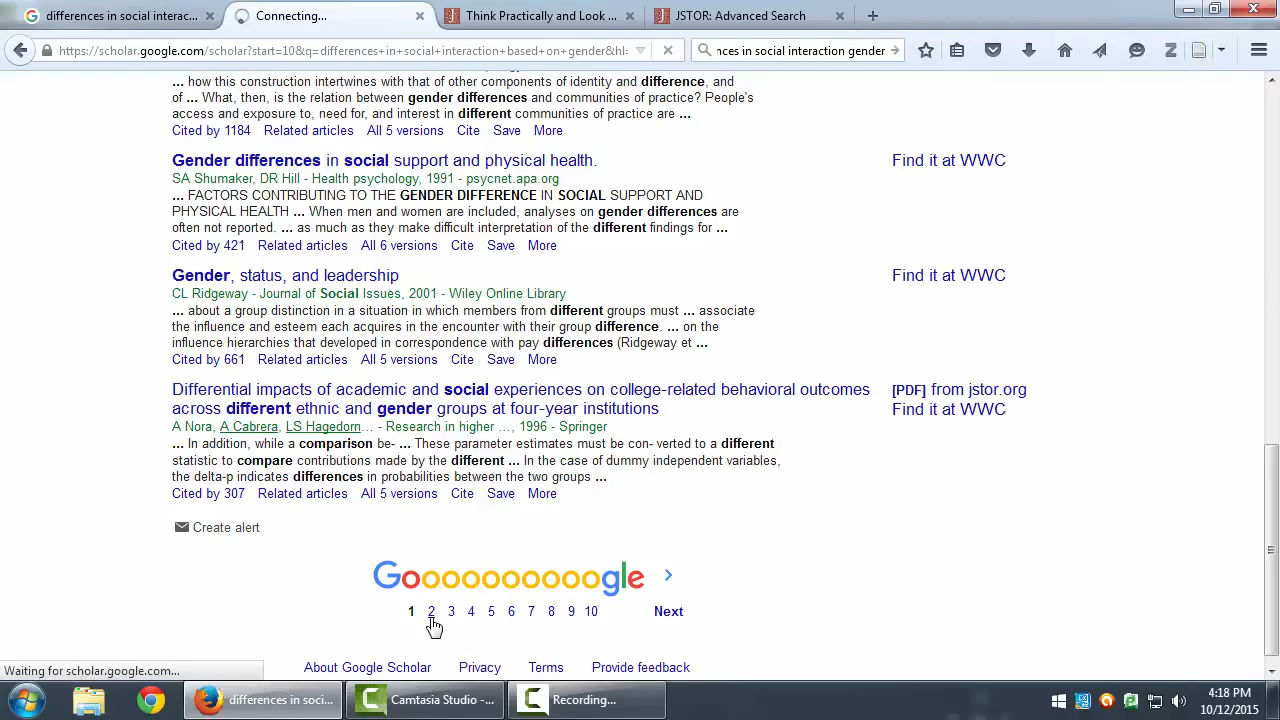 differences in social interac...
Connecting...
Think Practically and Look ...
JSTOR: Advanced Search
https://scholar.google.com/scholar?start=10&q=differences+in+social+interaction+based+on+gender&hl=
nces in social interaction gender
... how this construction intertwines with that of other components of identity and difference, and
of ... What, then, is the relation between gender differences and communities of practice? People's
access and exposure to, need for, and interest in different communities of practice are ...
Cited by 1184 Related articles All 5 versions Cite Save More
Gender differences in social support and physical health. Find it at WWC
SA Shumaker, DR Hill - Health psychology, 1991 - psycnet.apa.org
... FACTORS CONTRIBUTING TO THE GENDER DIFFERENCE IN SOCIAL SUPPORT AND
PHYSICAL HEALTH ... When men and women are included, analyses on gender differences are
often not reported. ... as much as they make difficult interpretation of the different findings for ...
Cited by 421 Related articles All 6 versions Cite Save More
Gender, status, and leadership Find it at WWC
CL Ridgeway - Journal of Social Issues, 2001 - Wiley Online Library
... about a group distinction in a situation in which members from different groups must ... associate
the influence and esteem each acquires in the encounter with their group difference. ... on the
influence hierarchies that developed in correspondence with pay differences (Ridgeway et ...
Cited by 661 Related articles All 5 versions Cite Save More
Differential impacts of academic and social experiences on college-related behavioral outcomes [PDF] from jstor.org
across different ethnic and gender groups at four-year institutions Find it at WWC
A Nora, A Cabrera, LS Hagedorn... - Research in higher ..., 1996 - Springer
... In addition, while a comparison be- ... These parameter estimates must be con- verted to a different
statistic to compare contributions made by the different ... In the case of dummy independent variables,
the delta-p indicates differences in probabilities between the two groups ...
Cited by 307 Related articles All 5 versions Cite Save More
Create alert
Goooooooooogle
1 2 3 4 5 6 7 8 9 10 Next
Waiting for scholar.google.com...
About Google Scholar Privacy Terms Provide feedback
differences in soci...
Camtasia Studio -...
Recording...
4:18 PM
10/12/2015